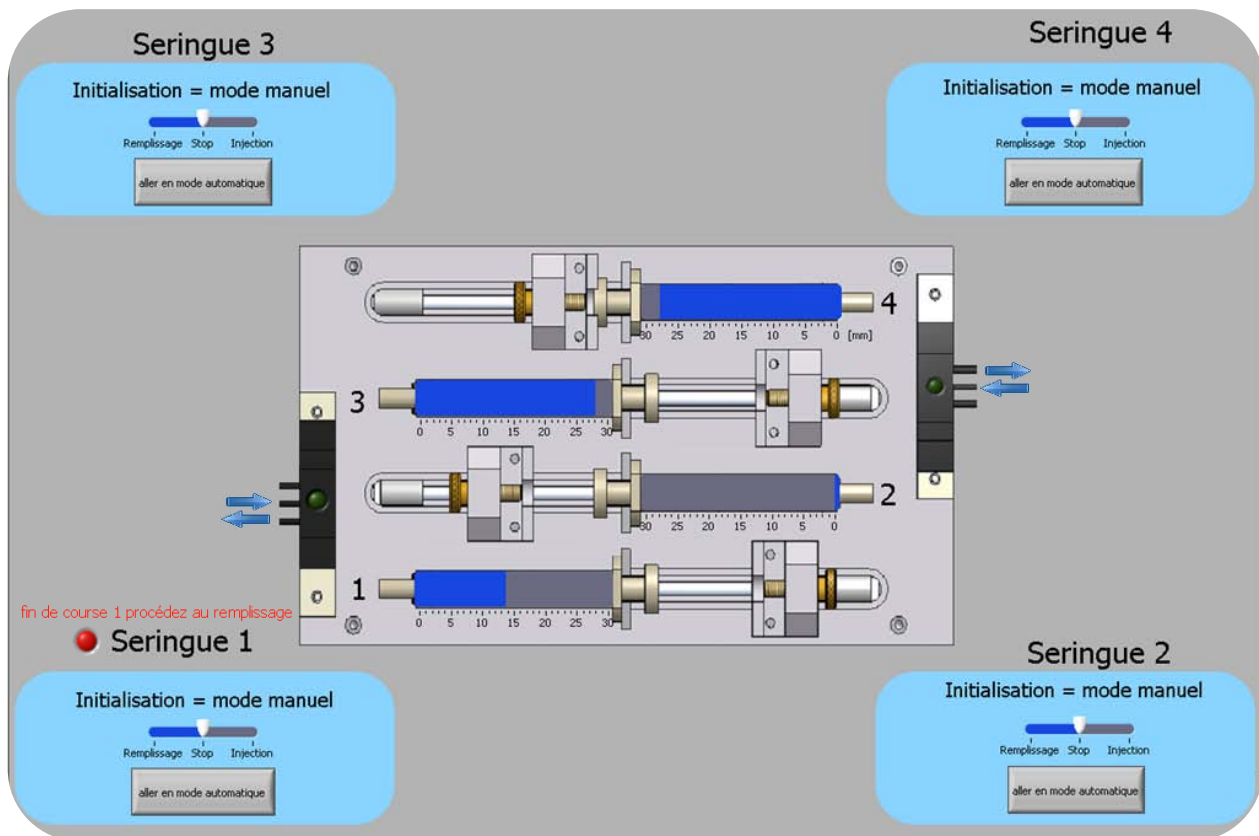 Seringue 3
Initialisation = mode manuel
Remplissage Stop Injection
aller en mode automatique
Seringue 4
Initialisation = mode manuel
Remplissage Stop Injection
aller en mode automatique
4
30 25 20 15 10 5 0 [mm]
3
0 5 10 15 20 25 30
2
30 25 20 15 10 5 0
1
0 5 10 15 20 25 30
fin de course 1 procédez au remplissage
Seringue 1
Initialisation = mode manuel
Remplissage Stop Injection
aller en mode automatique
Seringue 2
Initialisation = mode manuel
Remplissage Stop Injection
aller en mode automatique